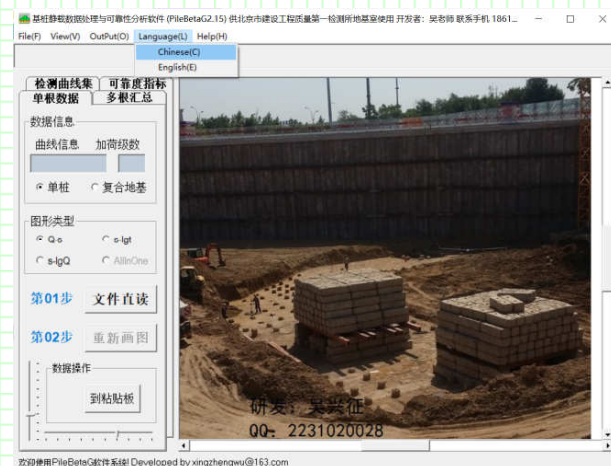 基桩静载数据处理与可靠性分析软件 (PileBetaG2.15) 供北京市建设工程质量第一检测所地基室使用 开发者：吴老师 联系手机 1861...
File(F) View(V) OutPut(O) Language(L) Help(H)
Chinese(C)
English(E)
检测曲线集 可靠度指标
单根数据 多根汇总
数据信息
曲线信息 加荷级数
单桩 复合地基
图形类型
Q-s s-lgt
s-lgQ AllInOne
第01步 文件直读
第02步 重新画图
数据操作
到粘贴板
研发：吴兴征
QQ: 2231020028
欢迎使用PileBetaG软件系统! Developed by xingzhengwu@163.com